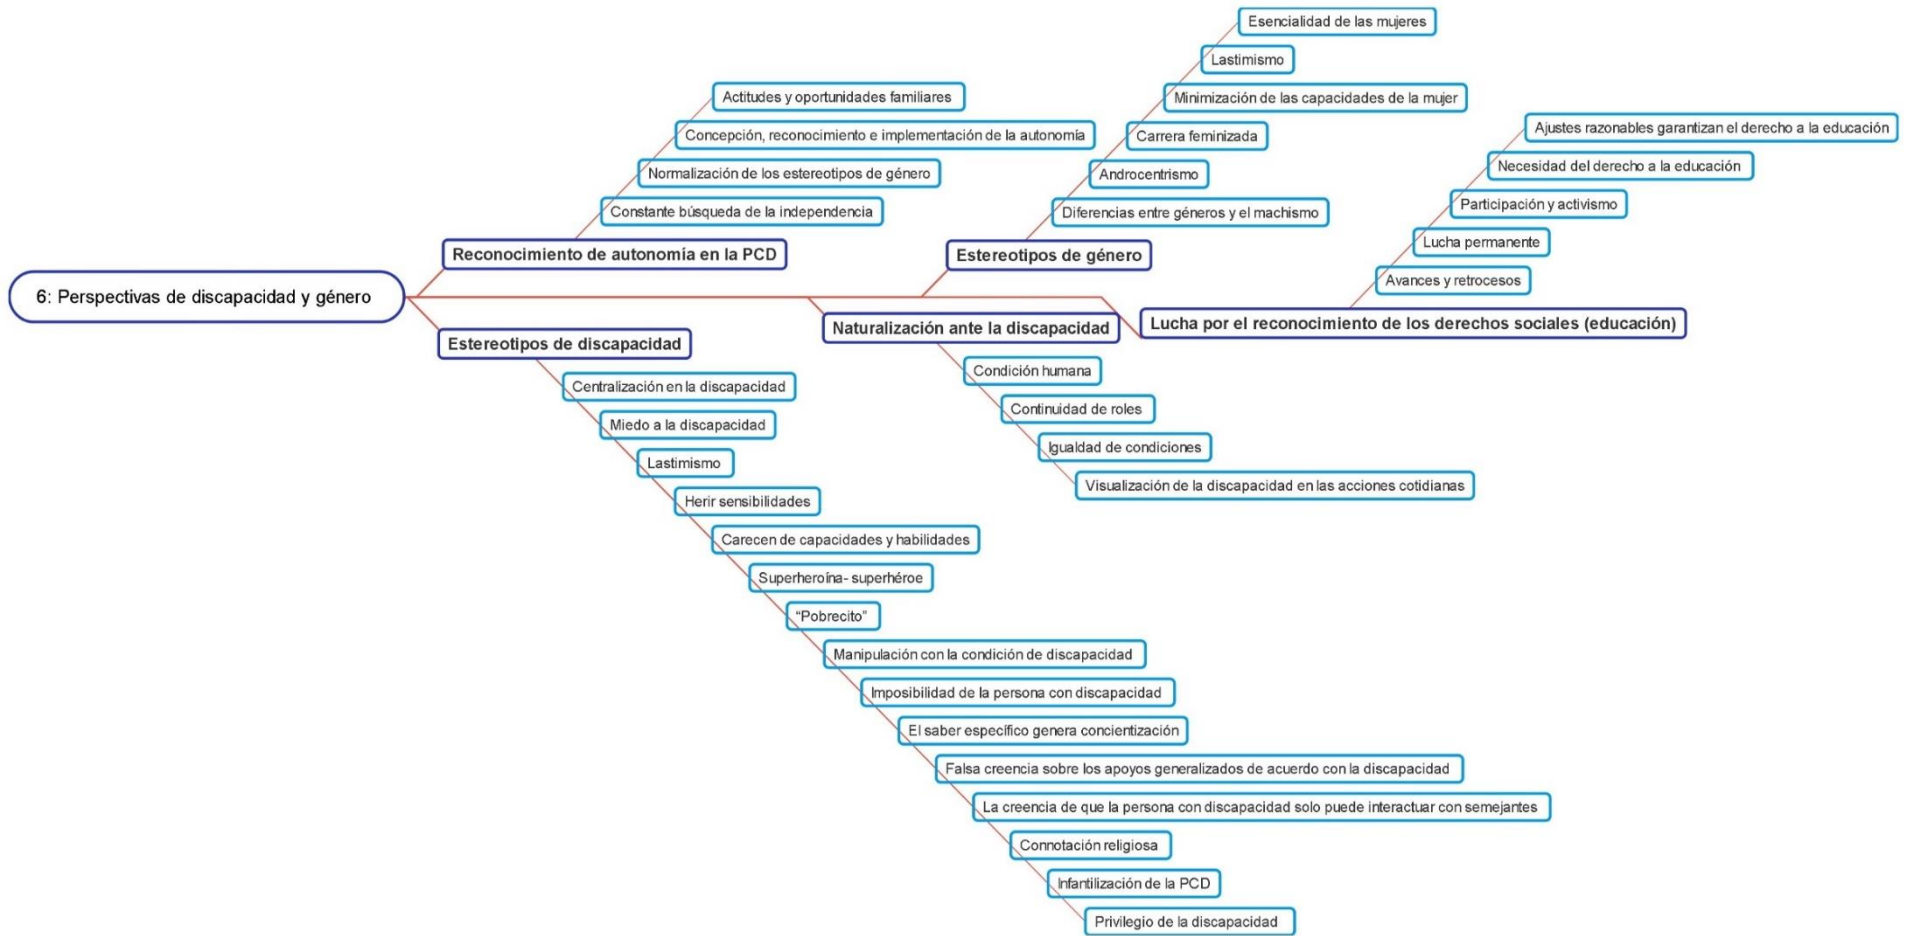 6: Perspectivas de discapacidad y género
Reconocimiento de autonomía en la PCD
Actitudes y oportunidades familiares
Concepción, reconocimiento e implementación de la autonomía
Normalización de los estereotipos de género
Constante búsqueda de la independencia
Estereotipos de discapacidad
Centralización en la discapacidad
Miedo a la discapacidad
Lastimismo
Herir sensibilidades
Carecen de capacidades y habilidades
Superheroína- superhéroe
“Pobrecito”
Manipulación con la condición de discapacidad
Imposibilidad de la persona con discapacidad
El saber específico genera concientización
Falsa creencia sobre los apoyos generalizados de acuerdo con la discapacidad
La creencia de que la persona con discapacidad solo puede interactuar con semejantes
Connotación religiosa
Infantilización de la PCD
Privilegio de la discapacidad
Naturalización ante la discapacidad
Condición humana
Continuidad de roles
Igualdad de condiciones
Visualización de la discapacidad en las acciones cotidianas
Estereotipos de género
Esencialidad de las mujeres
Lastimismo
Minimización de las capacidades de la mujer
Carrera feminizada
Androcentrismo
Diferencias entre géneros y el machismo
Lucha por el reconocimiento de los derechos sociales (educación)
Ajustes razonables garantizan el derecho a la educación
Necesidad del derecho a la educación
Participación y activismo
Lucha permanente
Avances y retrocesos